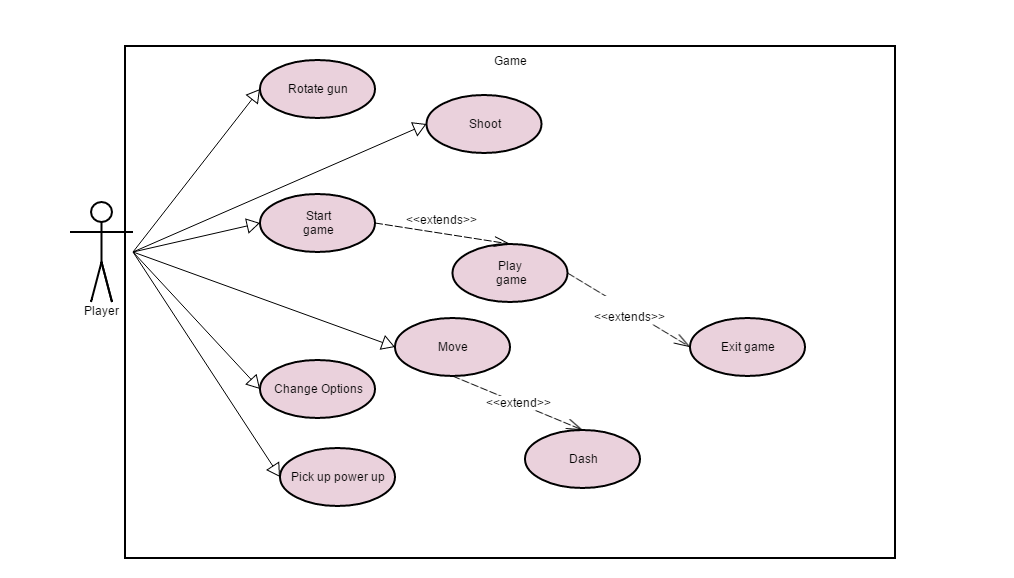 Game
Rotate gun
Shoot
Start
game
<<extends>>
Play
game
Player
<<extends>>
Move
Exit game
Change Options
<<extend>>
Dash
Pick up power up